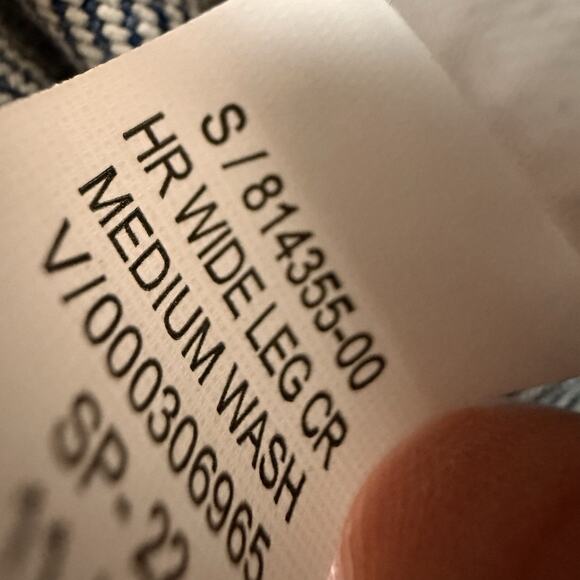 S / 814355-00
HR WIDE LEG CR
MEDIUM WASH
V/000306965
SP-22